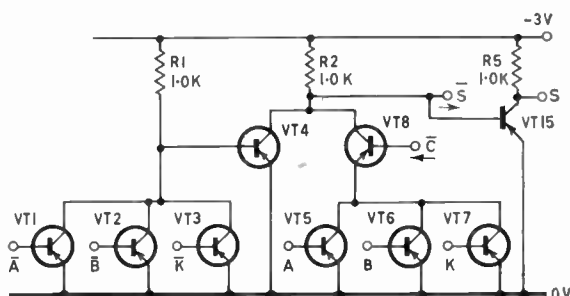 -3V
R1
1.0K
R2
1.0K
R5
1.0K
S̅
S
VT4
VT8
VT15
C̅
VT1
VT2
VT3
VT5
VT6
VT7
A̅
B̅
K̅
A
B
K
0V